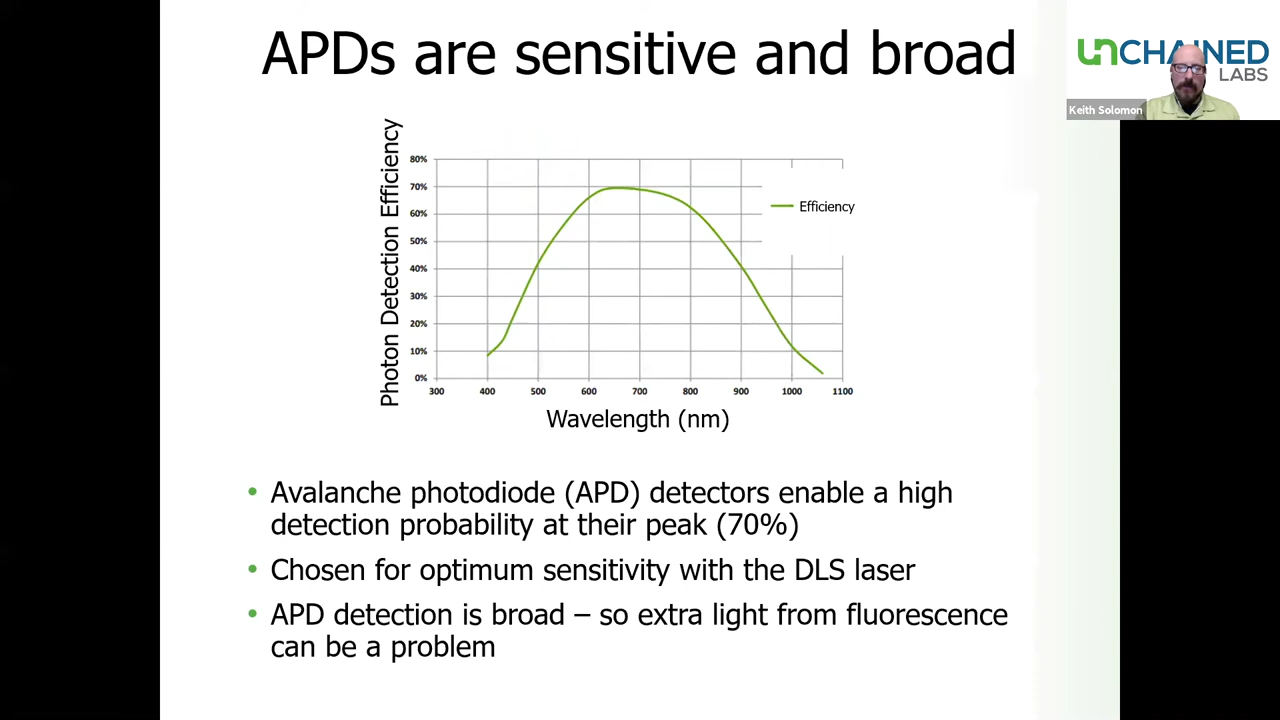 APDs are sensitive and broad
UNCHAINED
LABS
Keith Solomon
Photon Detection Efficiency
80%
70%
60%
50%
40%
30%
20%
10%
0%
300 400 500 600 700 800 900 1000 1100
Efficiency
Wavelength (nm)
• Avalanche photodiode (APD) detectors enable a high
detection probability at their peak (70%)
• Chosen for optimum sensitivity with the DLS laser
• APD detection is broad – so extra light from fluorescence
can be a problem